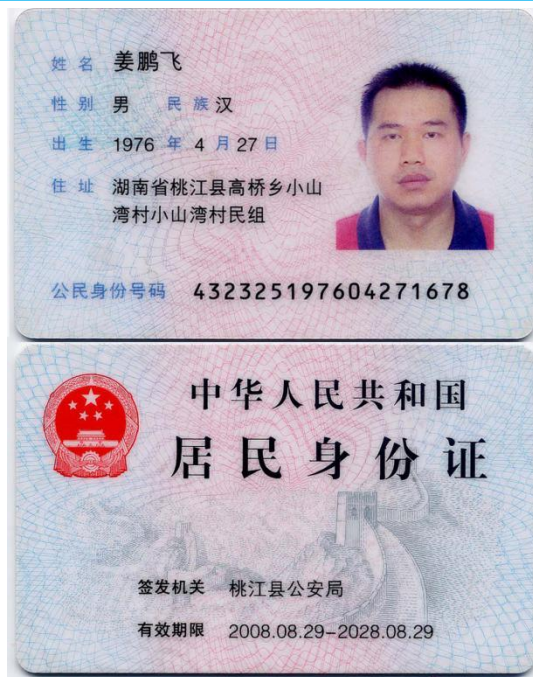 姓名 姜鹏飞
性别 男 民族 汉
出生 1976 年 4 月 27 日
住址 湖南省桃江县高桥乡小山
湾村小山湾村民组
公民身份号码 432325197604271678
中华人民共和国
居民身份证
签发机关 桃江县公安局
有效期限 2008.08.29-2028.08.29